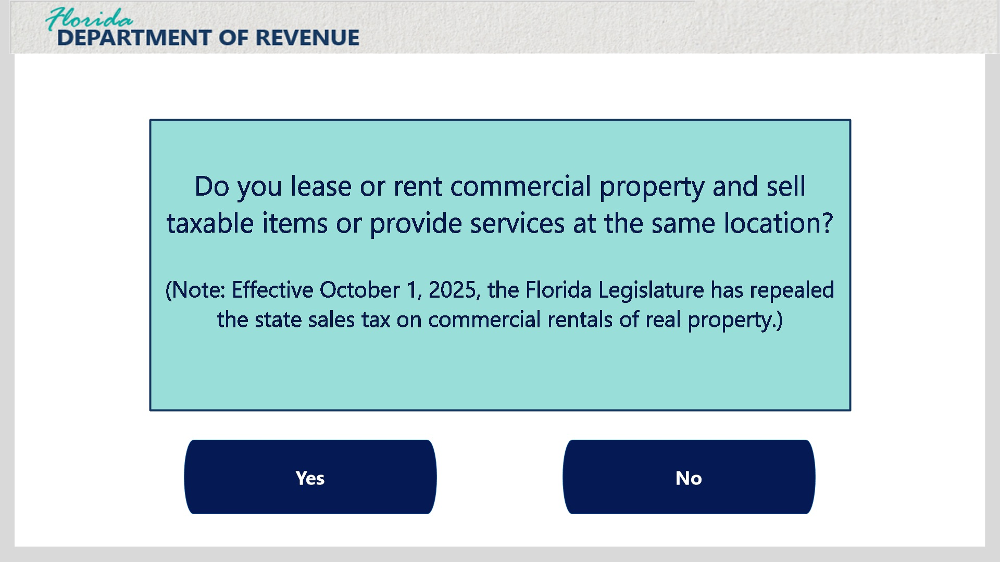 Florida
DEPARTMENT OF REVENUE
Do you lease or rent commercial property and sell
taxable items or provide services at the same location?
(Note: Effective October 1, 2025, the Florida Legislature has repealed
the state sales tax on commercial rentals of real property.)
Yes
No